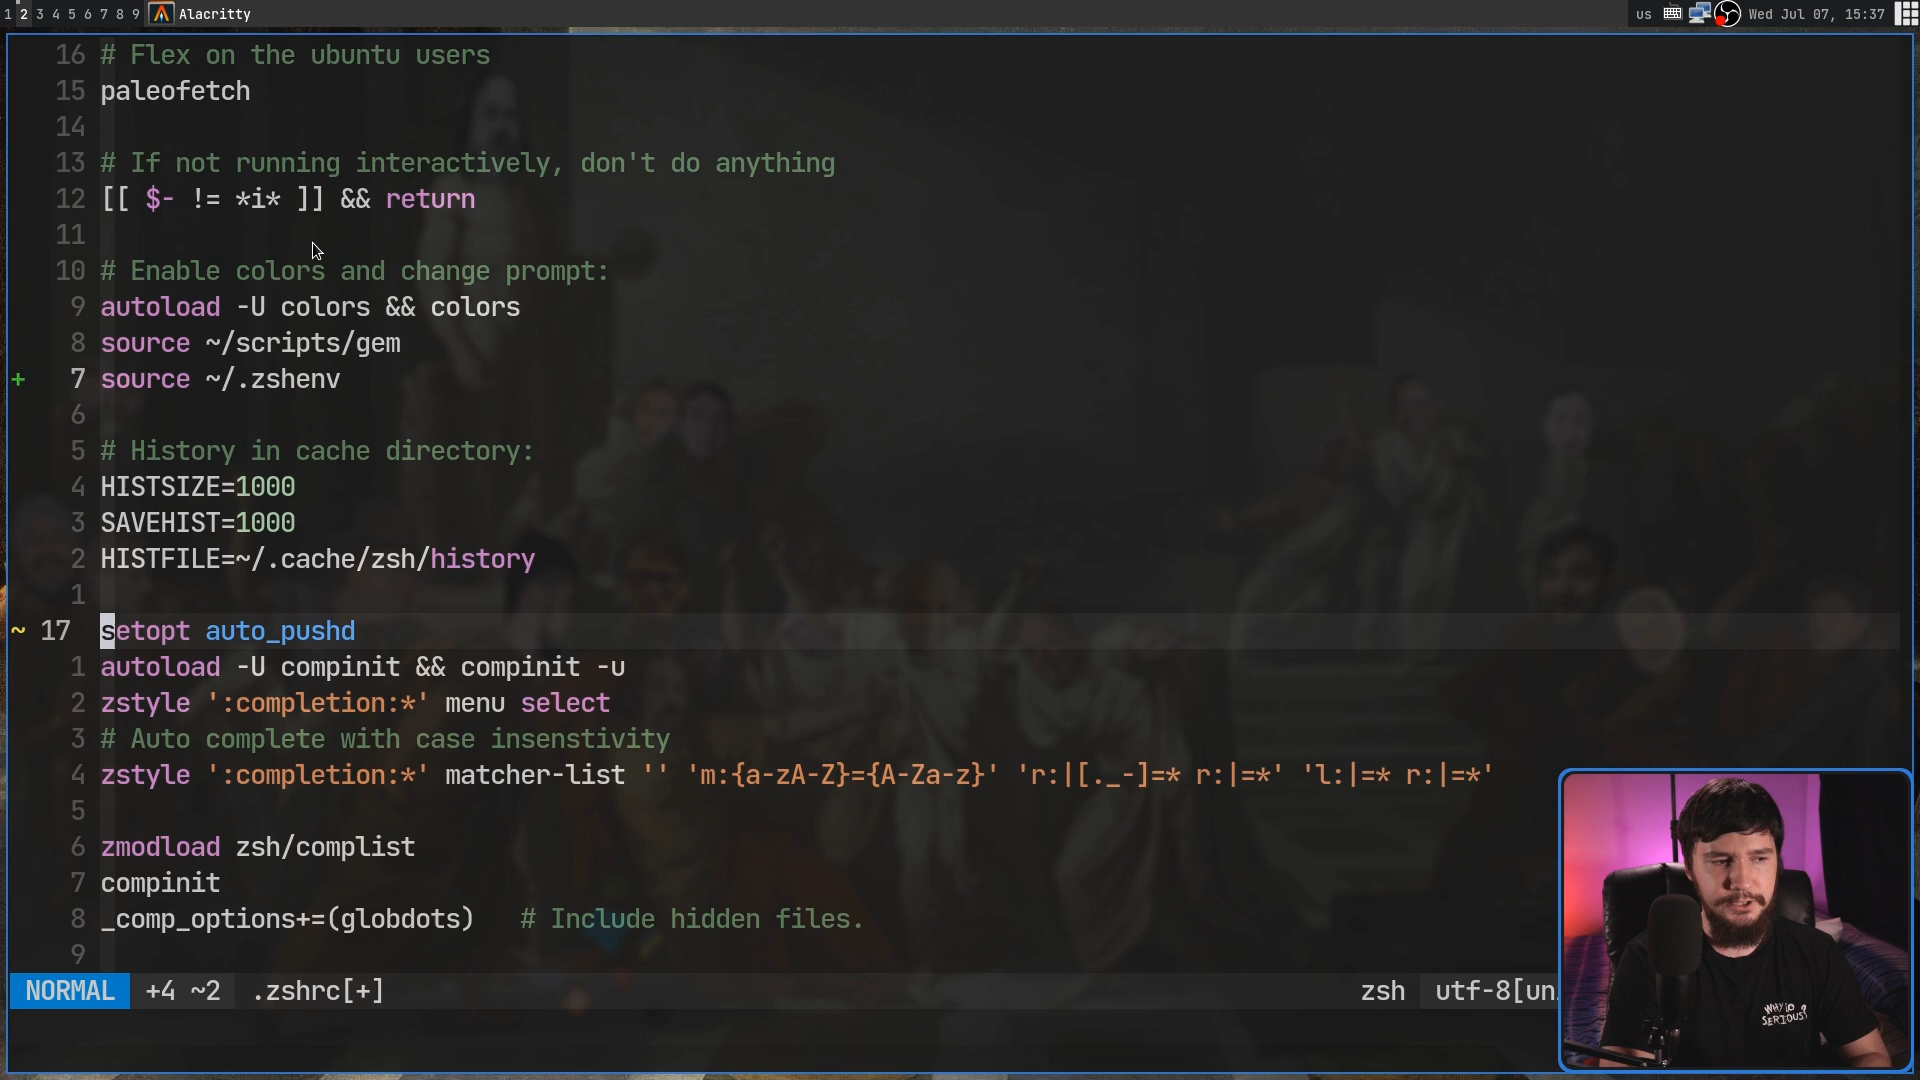 1 2 3 4 5 6 7 8 9 Alacritty us Wed Jul 07, 15:37
16 # Flex on the ubuntu users
15 paleofetch
14
13 # If not running interactively, don't do anything
12 [[ $- != *i* ]] && return
11
10 # Enable colors and change prompt:
9 autoload -U colors && colors
8 source ~/scripts/gem
+ 7 source ~/.zshenv
6
5 # History in cache directory:
4 HISTSIZE=1000
3 SAVEHIST=1000
2 HISTFILE=~/.cache/zsh/history
1
~ 17 setopt auto_pushd
1 autoload -U compinit && compinit -u
2 zstyle ':completion:*' menu select
3 # Auto complete with case insenstivity
4 zstyle ':completion:*' matcher-list '' 'm:{a-zA-Z}={A-Za-z}' 'r:|[._-]=* r:|=*' 'l:|=* r:|=*'
5
6 zmodload zsh/complist
7 compinit
8 _comp_options+=(globdots) # Include hidden files.
9
NORMAL +4 ~2 .zshrc[+] zsh utf-8[un
WHY SO
SERIOUS?